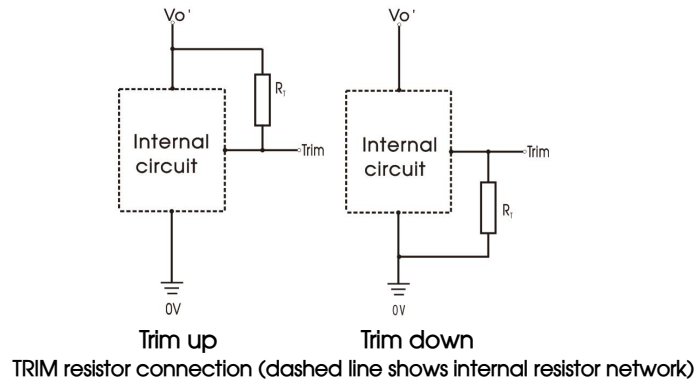 Vo'
Vo'
R₁
Internal
circuit
Trim
Internal
circuit
Trim
R₁
0V
0V
Trim up
Trim down
TRIM resistor connection (dashed line shows internal resistor network)